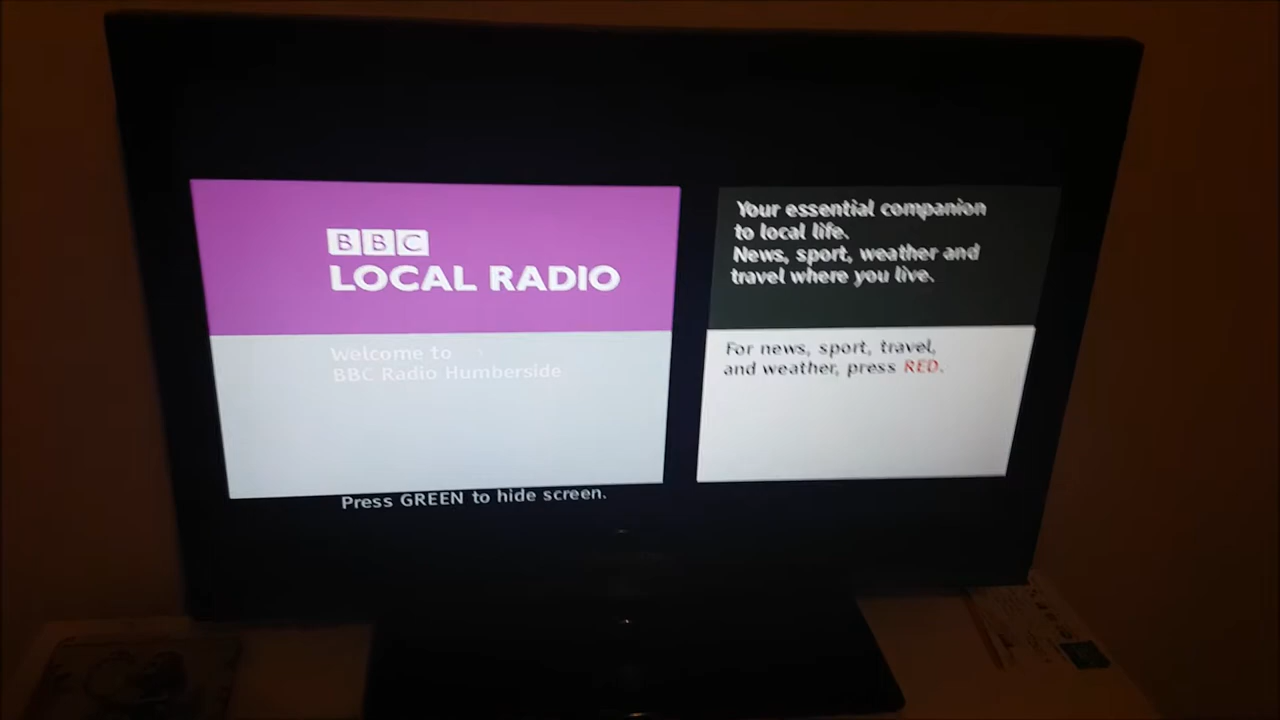 BBC
LOCAL RADIO
Welcome to
BBC Radio Humberside
Press GREEN to hide screen.
Your essential companion
to local life.
News, sport, weather and
travel where you live.
For news, sport, travel,
and weather, press RED.